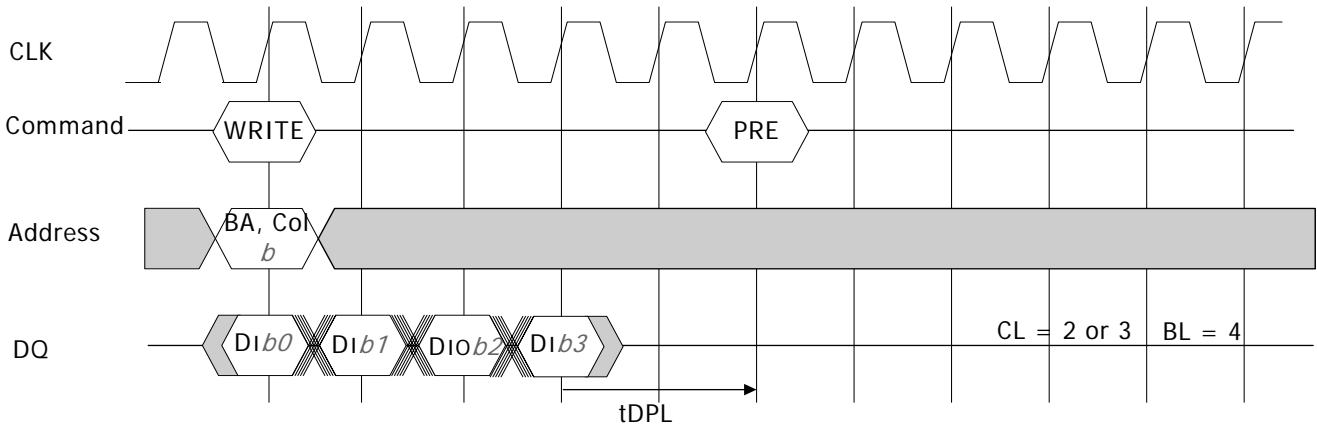 CLK
Command WRITE PRE
Address BA, Col
b
DQ DIb0 DIb1 DIOb2 DIb3 CL = 2 or 3 BL = 4
tDPL